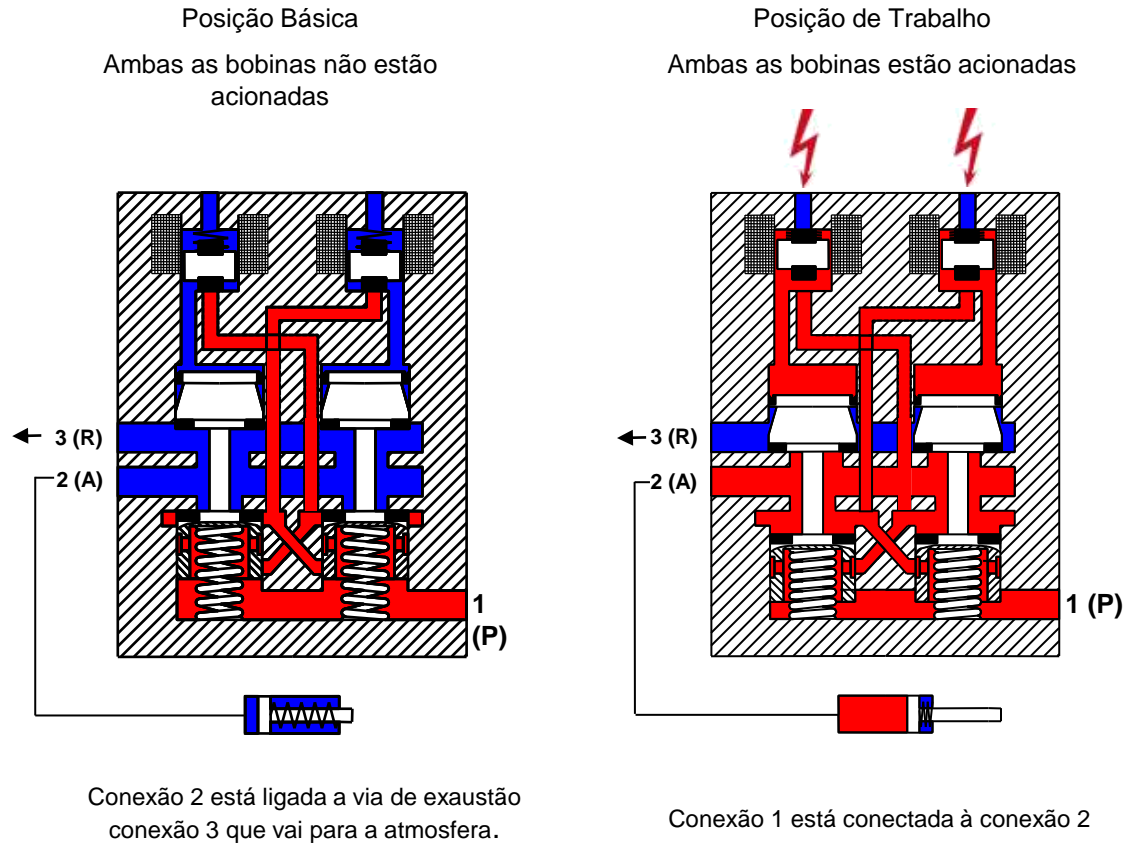 Posição Básica
Ambas as bobinas não estão
acionadas
3 (R)
2 (A)
1
(P)
Conexão 2 está ligada a via de exaustão
conexão 3 que vai para a atmosfera.
Posição de Trabalho
Ambas as bobinas estão acionadas
3 (R)
2 (A)
1 (P)
Conexão 1 está conectada à conexão 2